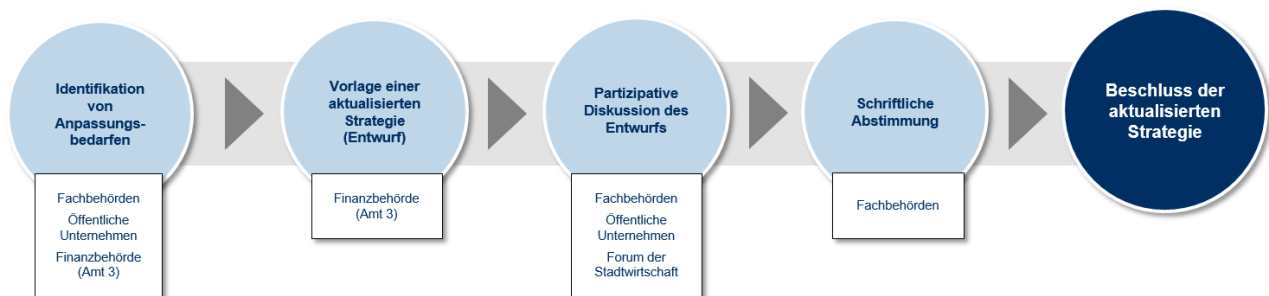 Identifikation
von
Anpassungs-
bedarfen
Fachbehörden
Öffentliche
Unternehmen
Finanzbehörde
(Amt 3)
Vorlage einer
aktualisierten
Strategie
(Entwurf)
Finanzbehörde
(Amt 3)
Partizipative
Diskussion des
Entwurfs
Fachbehörden
Öffentliche
Unternehmen
Forum der
Stadtwirtschaft
Schriftliche
Abstimmung
Fachbehörden
Beschluss der
aktualisierten
Strategie